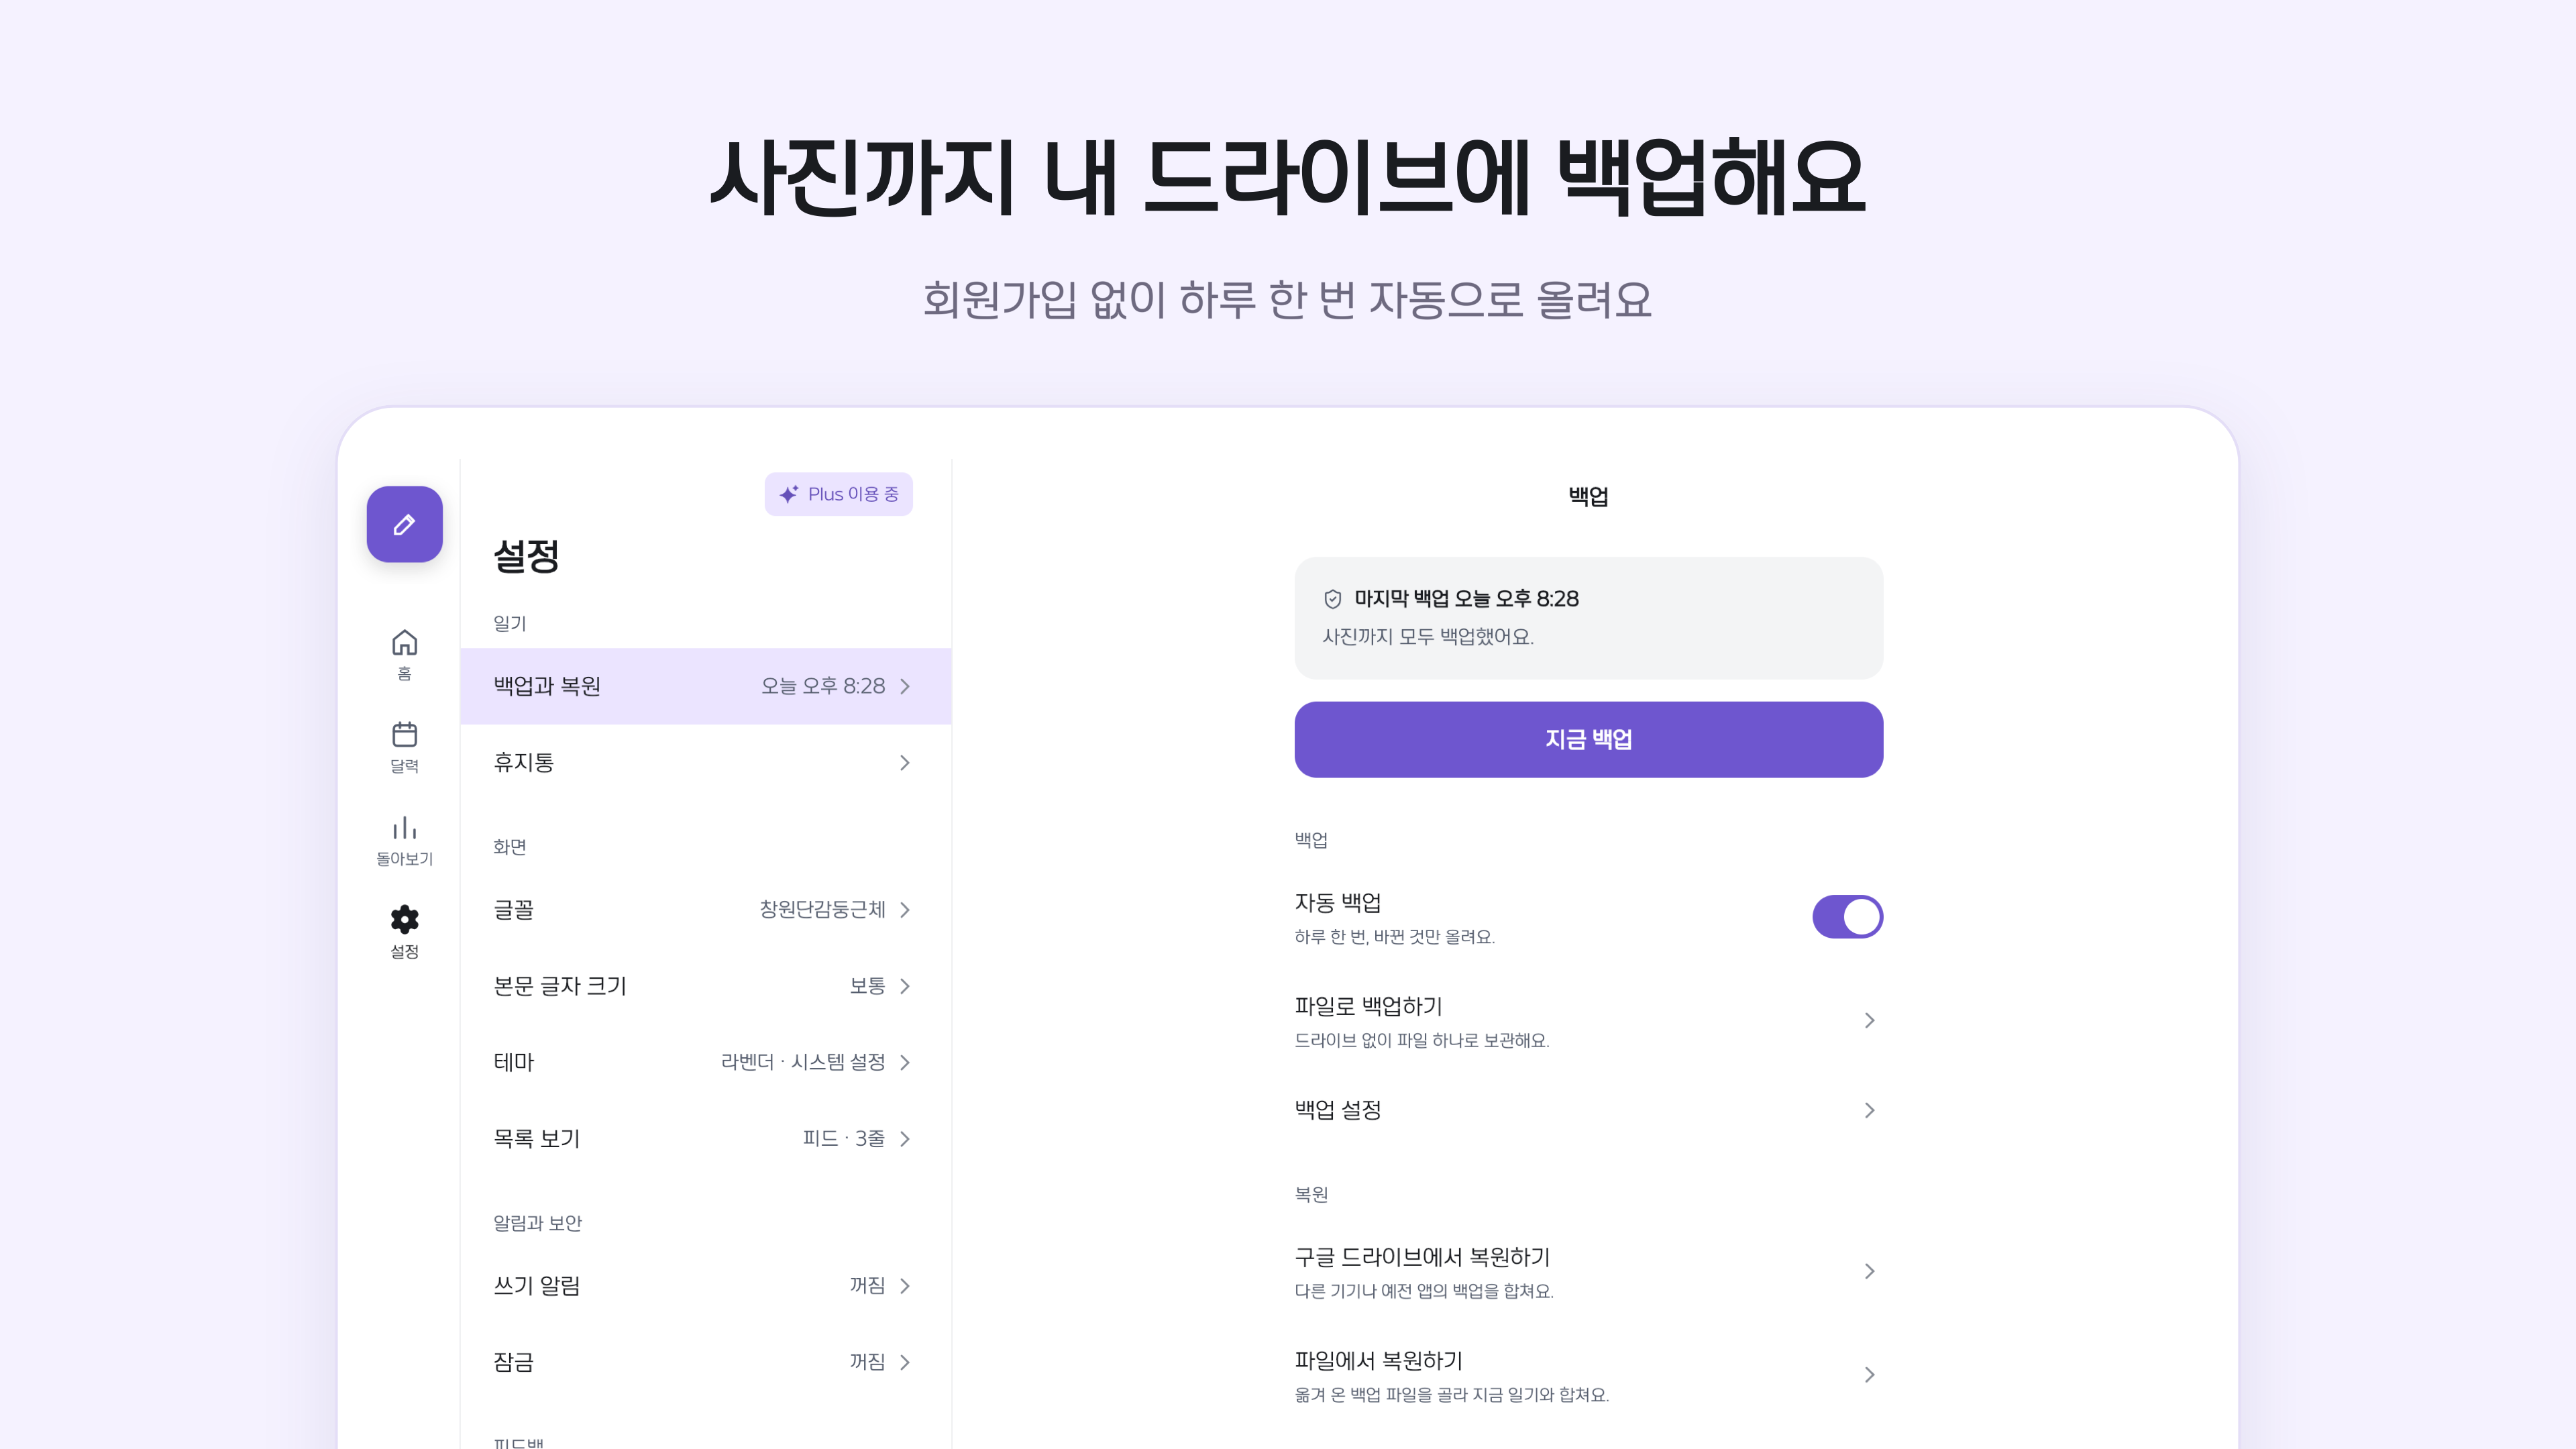 사진까지 내 드라이브에 백업해요
회원가입 없이 하루 한 번 자동으로 올려요
홈
달력
돌아보기
설정
Plus 이용 중
설정
일기
백업과 복원 오늘 오후 8:28
휴지통
화면
글꼴 창원단감둥근체
본문 글자 크기 보통
테마 라벤더 · 시스템 설정
목록 보기 피드 · 3줄
알림과 보안
쓰기 알림 꺼짐
잠금 꺼짐
피드백
백업
마지막 백업 오늘 오후 8:28
사진까지 모두 백업했어요.
지금 백업
백업
자동 백업
하루 한 번, 바뀐 것만 올려요.
파일로 백업하기
드라이브 없이 파일 하나로 보관해요.
백업 설정
복원
구글 드라이브에서 복원하기
다른 기기나 예전 앱의 백업을 합쳐요.
파일에서 복원하기
옮겨 온 백업 파일을 골라 지금 일기와 합쳐요.